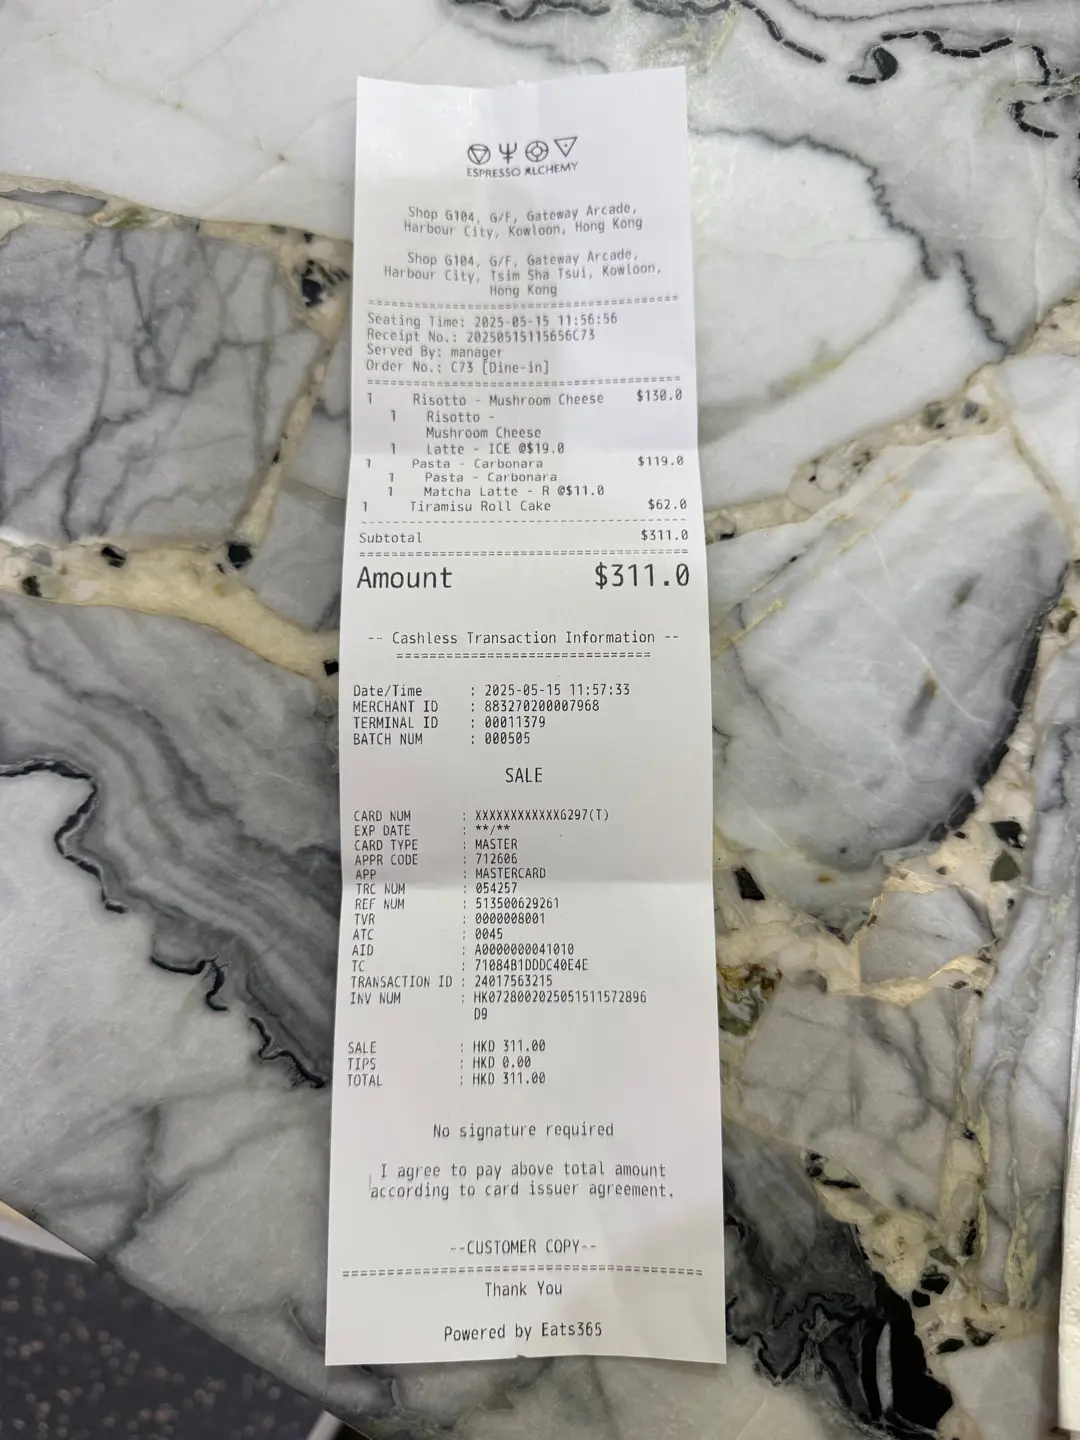 ESPRESSO ALCHEMY
Shop G104, G/F, Gateway Arcade,
Harbour City, Kowloon, Hong Kong
Shop G104, G/F, Gateway Arcade,
Harbour City, Tsim Sha Tsui, Kowloon,
Hong Kong
Seating Time: 2025-05-15 11:56:56
Receipt No.: 20250515115656C73
Served By: manager
Order No.: C73 [Dine-in]
1 Risotto - Mushroom Cheese $130.0
1 Risotto -
Mushroom Cheese
1 Latte - ICE @$19.0
1 Pasta - Carbonara $119.0
1 Pasta - Carbonara
1 Matcha Latte - R @$11.0
1 Tiramisu Roll Cake $62.0
Subtotal $311.0
Amount $311.0
-- Cashless Transaction Information --
Date/Time : 2025-05-15 11:57:33
MERCHANT ID : 883270200007968
TERMINAL ID : 00011379
BATCH NUM : 000505
SALE
CARD NUM : XXXXXXXXXXXX6297(T)
EXP DATE : **/**
CARD TYPE : MASTER
APPR CODE : 712606
APP : MASTERCARD
TRC NUM : 054257
REF NUM : 513500629261
TVR : 0000008001
ATC : 0045
AID : A0000000041010
TC : 71084B1DDDC40E4E
TRANSACTION ID : 24017563215
INV NUM : HK0728002025051511572896
D9
SALE : HKD 311.00
TIPS : HKD 0.00
TOTAL : HKD 311.00
No signature required
I agree to pay above total amount
according to card issuer agreement.
--CUSTOMER COPY--
Thank You
Powered by Eats365